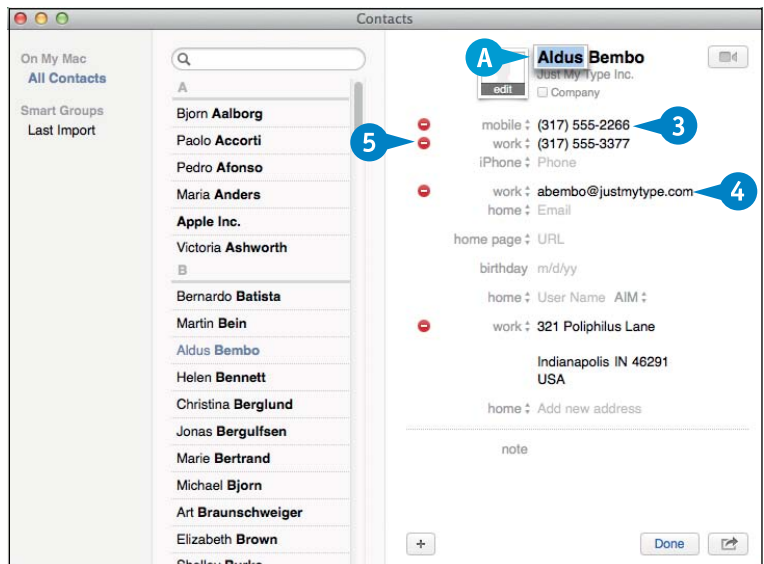 Contacts
On My Mac
All Contacts
Smart Groups
Last Import
A
Bjorn Aalborg
Paolo Accorti
Pedro Afonso
Maria Anders
Apple Inc.
Victoria Ashworth
B
Bernardo Batista
Martin Bein
Aldus Bembo
Helen Bennett
Christina Berglund
Jonas Bergulfsen
Marie Bertrand
Michael Bjorn
Art Braunschweiger
Elizabeth Brown
Shelley Burke
A
Aldus Bembo
Just My Type Inc.
edit
Company
mobile (317) 555-2266
3
5
work (317) 555-3377
iPhone Phone
work abembo@justmytype.com
4
home Email
home page URL
birthday m/d/yy
home User Name AIM
work 321 Poliphilus Lane
Indianapolis IN 46291
USA
home Add new address
note
+
Done